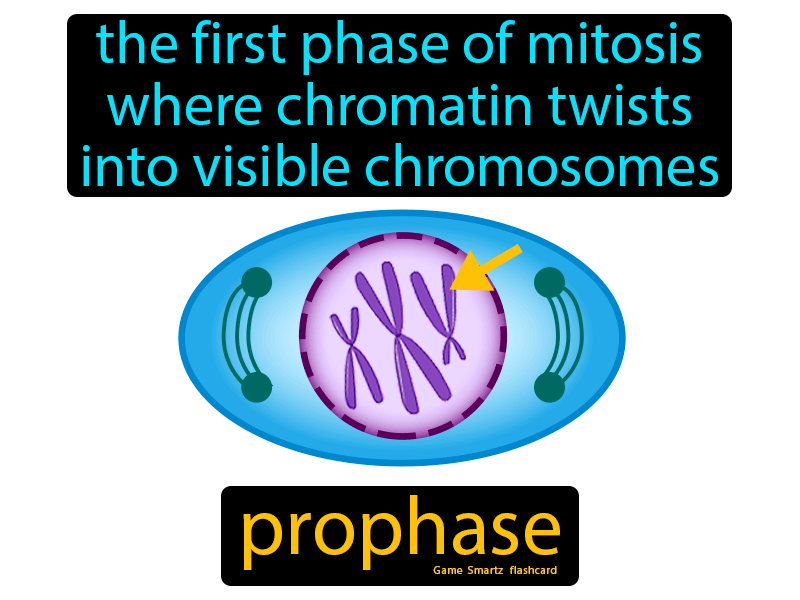 the first phase of mitosis
where chromatin twists
into visible chromosomes
prophase
Game Smartz flashcard